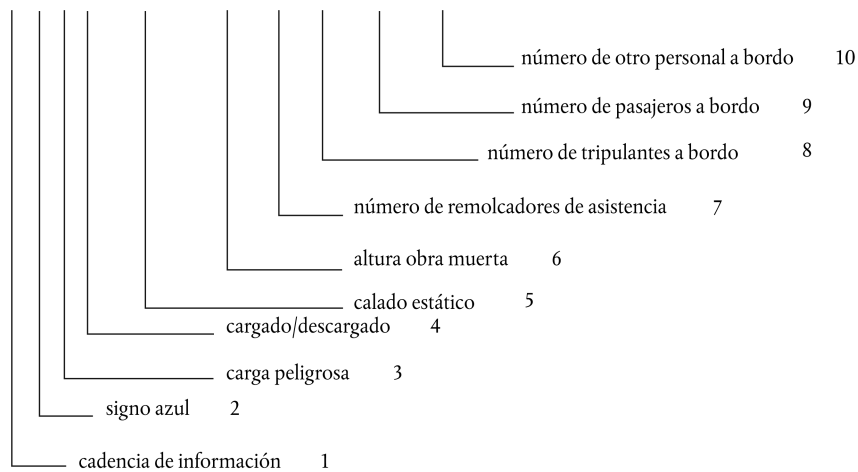 número de otro personal a bordo 10
número de pasajeros a bordo 9
número de tripulantes a bordo 8
número de remolcadores de asistencia 7
altura obra muerta 6
calado estático 5
cargado/descargado 4
carga peligrosa 3
signo azul 2
cadencia de información 1